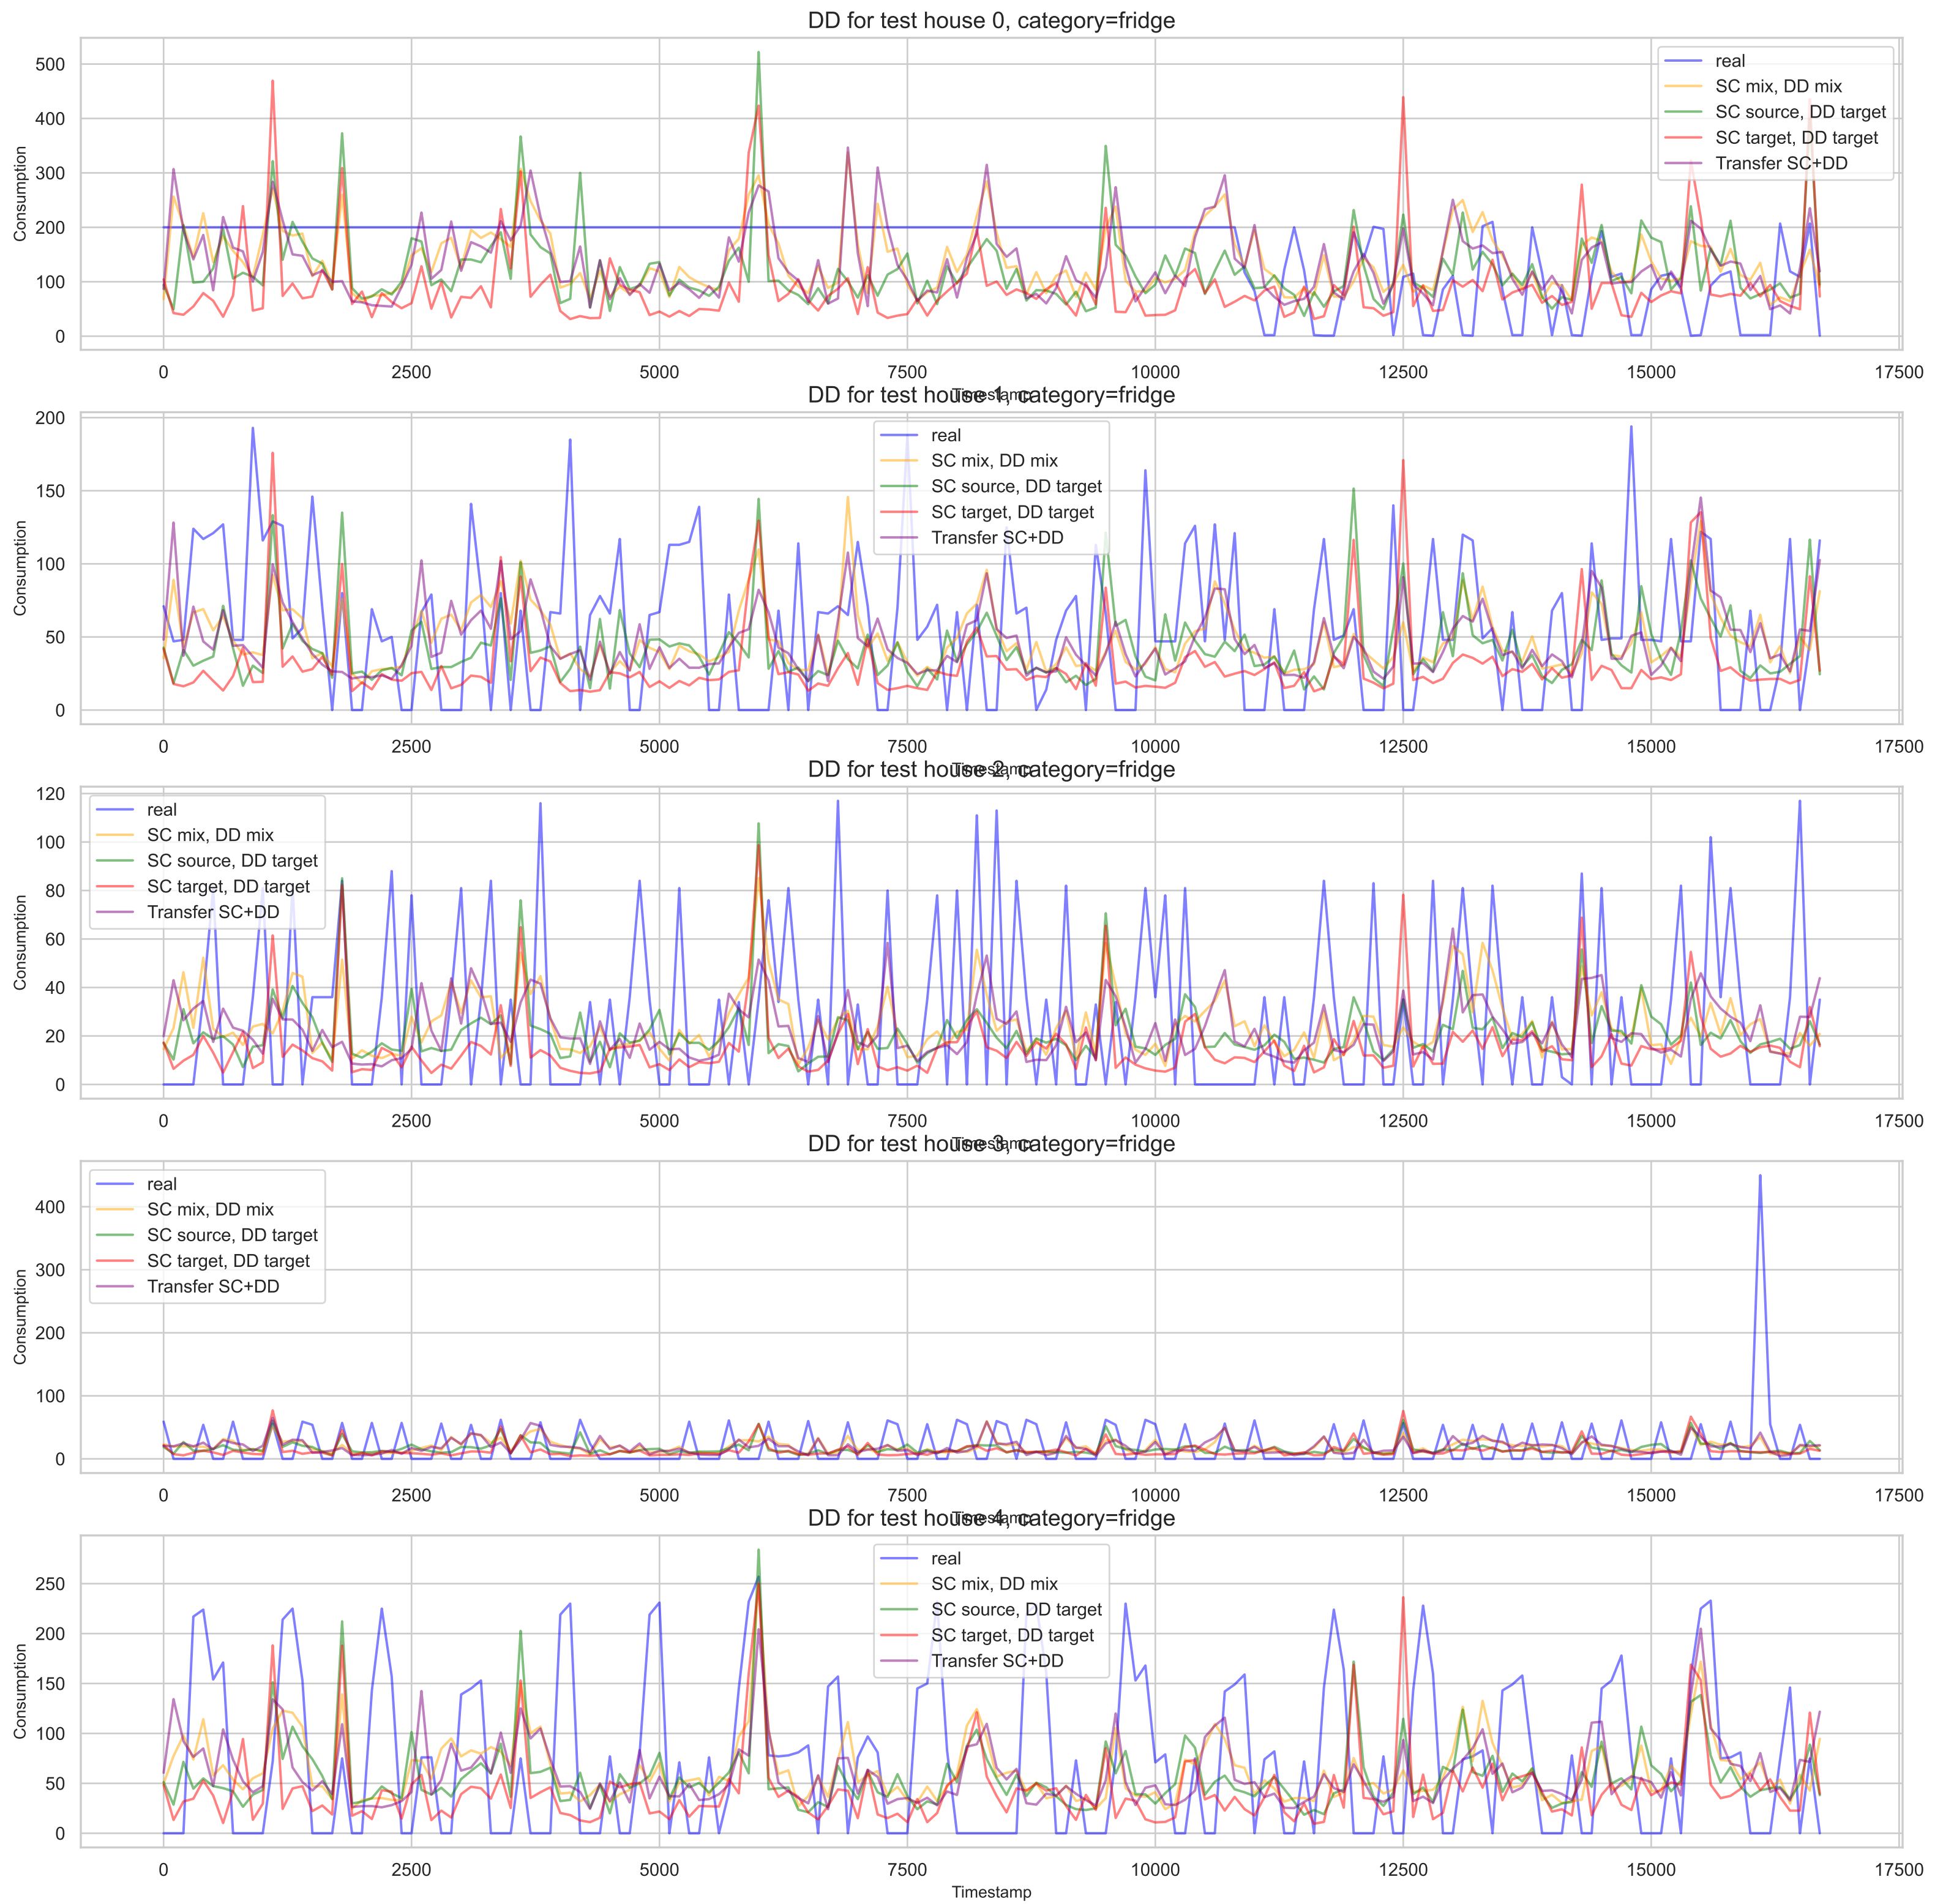 DD for test house 0, category=fridge
500
400
300
200
100
0
Consumption
real
SC mix, DD mix
SC source, DD target
SC target, DD target
Transfer SC+DD
0 2500 5000 7500 10000 12500 15000 17500
Timestamp
DD for test house 1, category=fridge
200
150
100
50
0
Consumption
real
SC mix, DD mix
SC source, DD target
SC target, DD target
Transfer SC+DD
0 2500 5000 7500 10000 12500 15000 17500
Timestamp
DD for test house 2, category=fridge
120
100
80
60
40
20
0
Consumption
real
SC mix, DD mix
SC source, DD target
SC target, DD target
Transfer SC+DD
0 2500 5000 7500 10000 12500 15000 17500
Timestamp
DD for test house 3, category=fridge
400
300
200
100
0
Consumption
real
SC mix, DD mix
SC source, DD target
SC target, DD target
Transfer SC+DD
0 2500 5000 7500 10000 12500 15000 17500
Timestamp
DD for test house 4, category=fridge
250
200
150
100
50
0
Consumption
real
SC mix, DD mix
SC source, DD target
SC target, DD target
Transfer SC+DD
0 2500 5000 7500 10000 12500 15000 17500
Timestamp